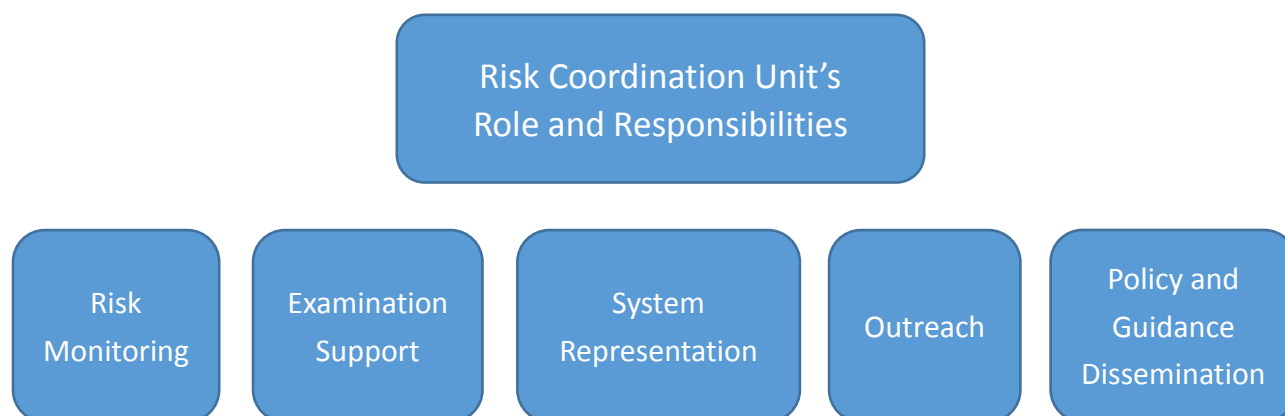 Risk Coordination Unit’s
Role and Responsibilities
Risk
Monitoring
Examination
Support
System
Representation
Outreach
Policy and
Guidance
Dissemination